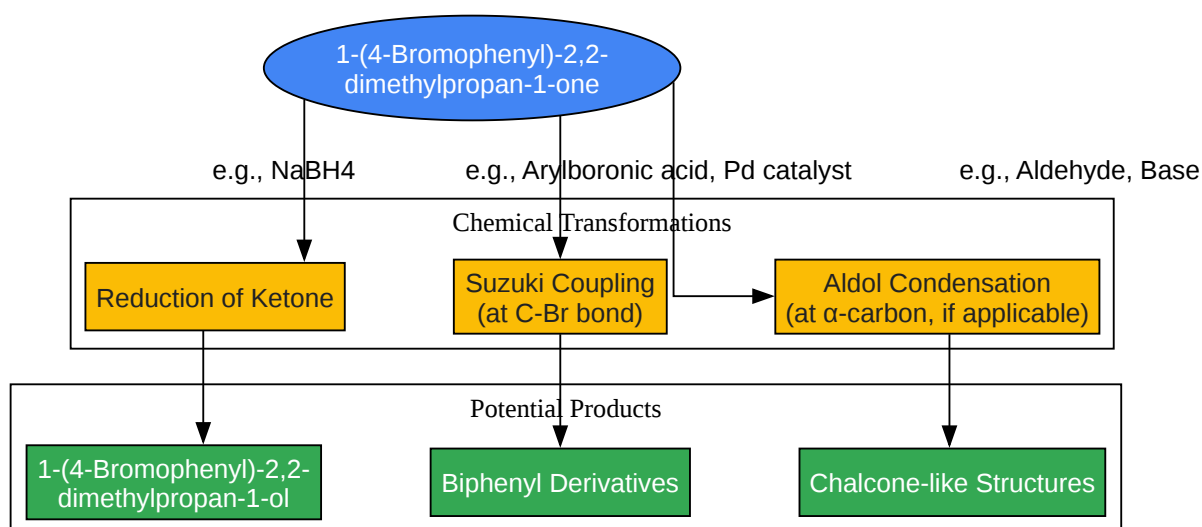 1-(4-Bromophenyl)-2,2-
dimethylpropan-1-one
e.g., NaBH4
e.g., Arylboronic acid, Pd catalyst
e.g., Aldehyde, Base
Chemical Transformations
Reduction of Ketone
Suzuki Coupling
(at C-Br bond)
Aldol Condensation
(at α-carbon, if applicable)
Potential Products
1-(4-Bromophenyl)-2,2-
dimethylpropan-1-ol
Biphenyl Derivatives
Chalcone-like Structures